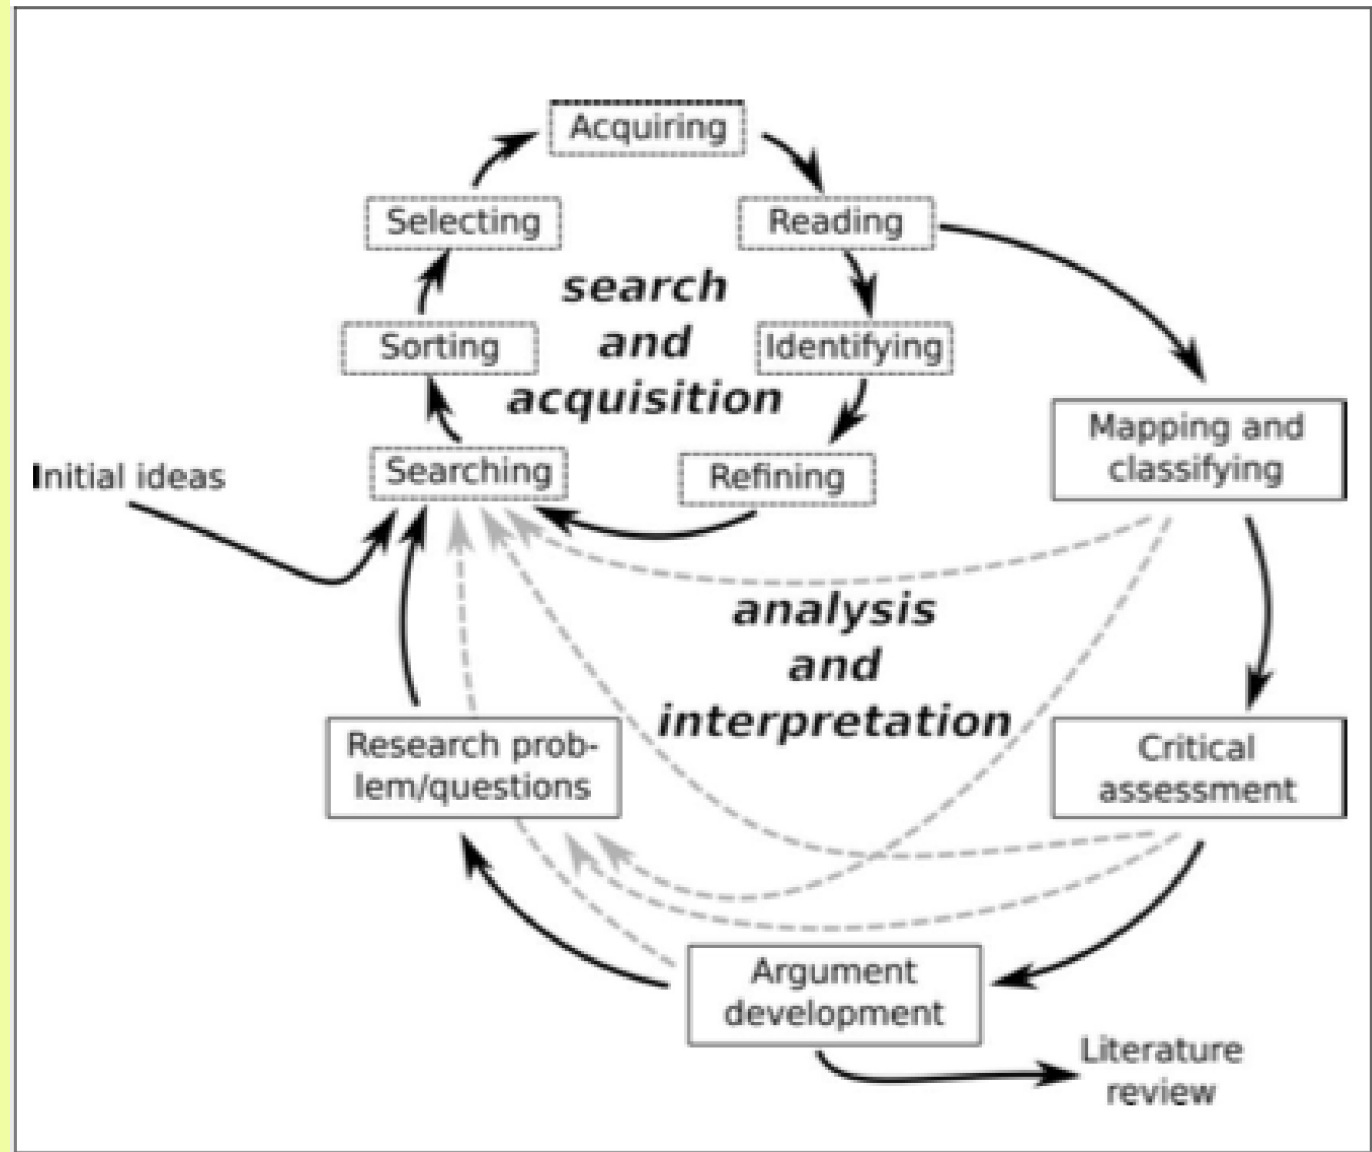 Acquiring
Selecting
Reading
search
and
acquisition
Sorting
Identifying
Searching
Refining
Initial ideas
Mapping and
classifying
analysis
and
interpretation
Research prob-
lem/questions
Critical
assessment
Argument
development
Literature
review